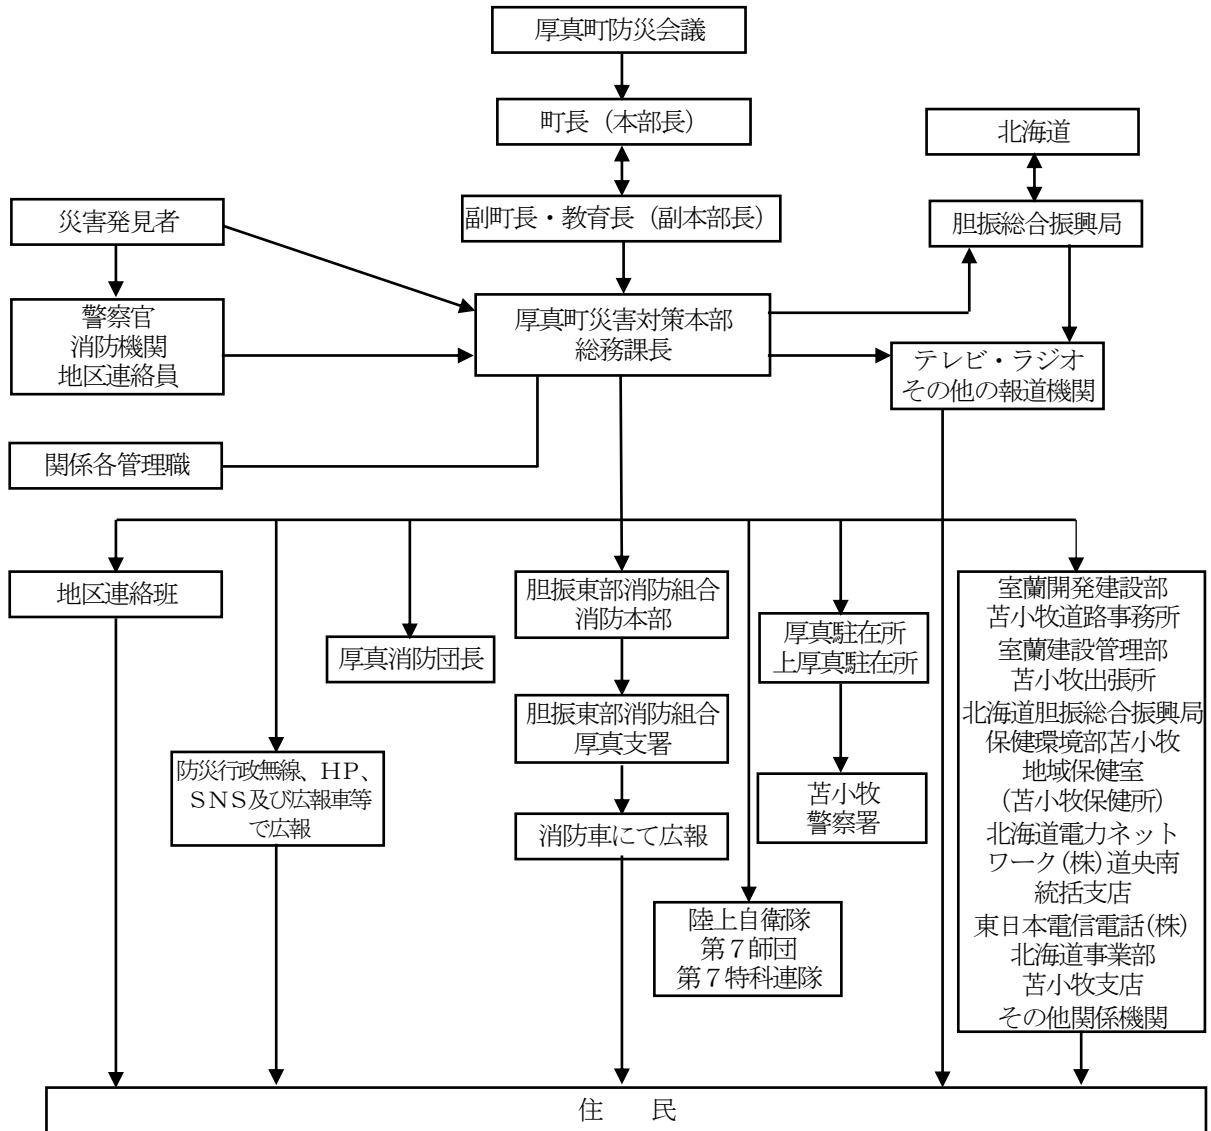 厚真町防災会議
町長（本部長）
北海道
災害発見者
副町長・教育長（副本部長）
胆振総合振興局
警察官
消防機関
地区連絡員
厚真町災害対策本部
総務課長
テレビ・ラジオ
その他の報道機関
関係各管理職
地区連絡班
防災行政無線、ＨＰ、
ＳＮＳ及び広報車等
で広報
厚真消防団長
胆振東部消防組合
消防本部
胆振東部消防組合
厚真支署
消防車にて広報
陸上自衛隊
第７師団
第７特科連隊
厚真駐在所
上厚真駐在所
苫小牧
警察署
室蘭開発建設部
苫小牧道路事務所
室蘭建設管理部
苫小牧出張所
北海道胆振総合振興局
保健環境部苫小牧
地域保健室
(苫小牧保健所)
北海道電力ネット
ワーク(株)道央南
統括支店
東日本電信電話(株)
北海道事業部
苫小牧支店
その他関係機関
住　　民